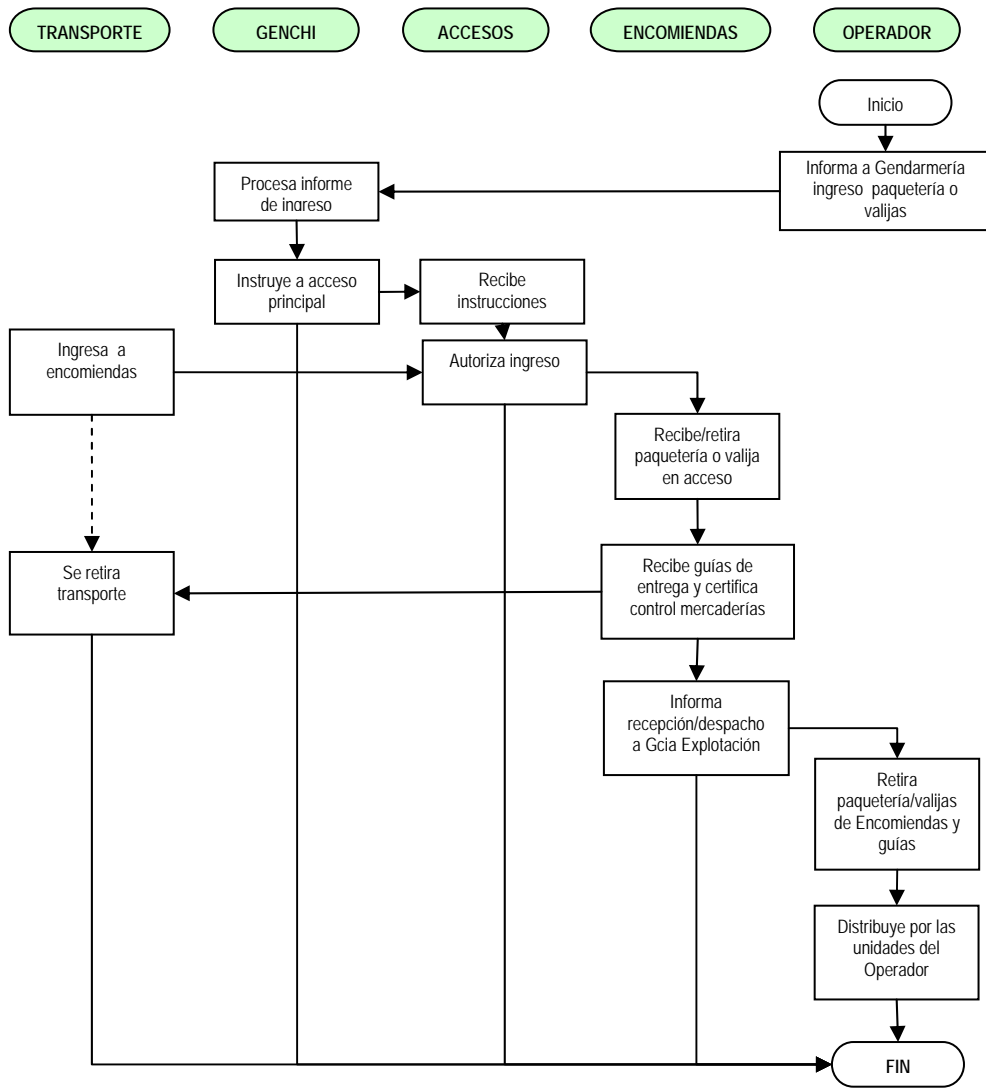 TRANSPORTE
GENCHI
ACCESOS
ENCOMIENDAS
OPERADOR
Inicio
Informa a Gendarmería
ingreso paquetería o
valijas
Procesa informe
de ingreso
Instruye a acceso
principal
Recibe
instrucciones
Ingresa a
encomiendas
Autoriza ingreso
Recibe/retira
paquetería o valija
en acceso
Se retira
transporte
Recibe guías de
entrega y certifica
control mercaderías
Informa
recepción/despacho
a Gcia Explotación
Retira
paquetería/valijas
de Encomiendas y
guías
Distribuye por las
unidades del
Operador
FIN